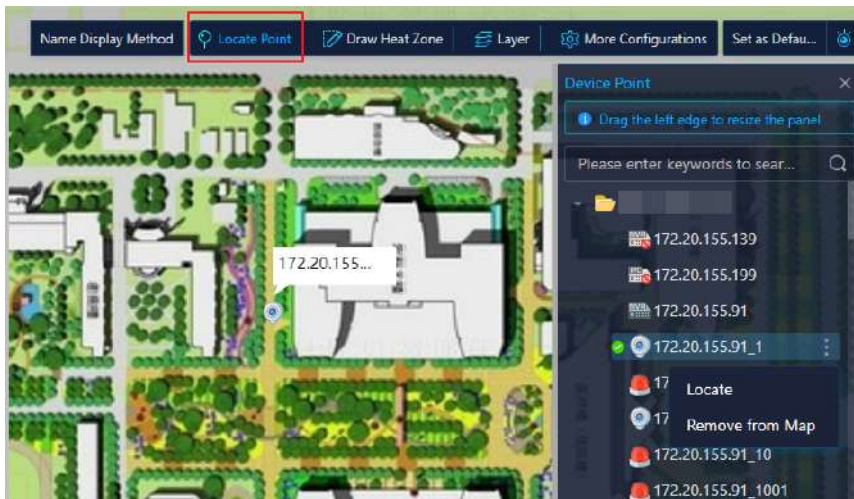 Name Display Method
Locate Point
Draw Heat Zone
Layer
More Configurations
Set as Defau...
Device Point
Drag the left edge to resize the panel
Please enter keywords to sear...
172.20.155.139
172.20.155.199
172.20.155.91
172.20.155...
172.20.155.91_1
17
Locate
17
Remove from Map
172.20.155.91_10
172.20.155.91_1001